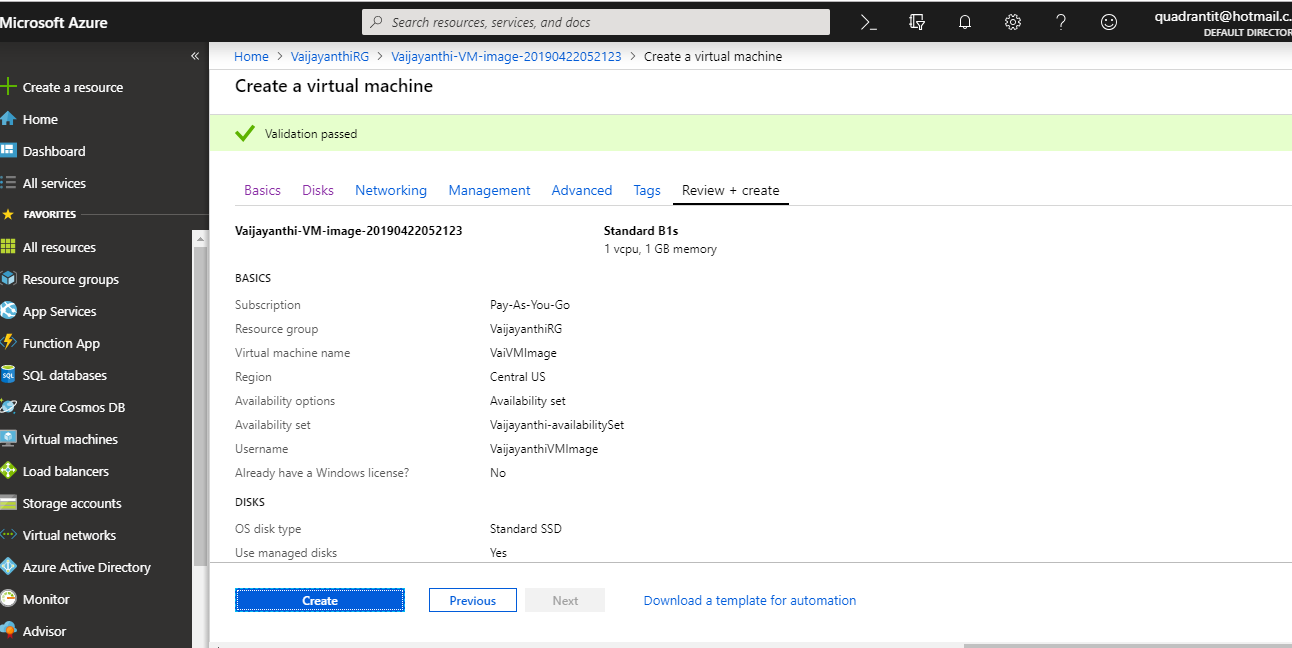 Microsoft Azure
Search resources, services, and docs
quadrantit@hotmail.c...
DEFAULT DIRECTOR
Create a resource
Home
Dashboard
All services
FAVORITES
All resources
Resource groups
App Services
Function App
SQL databases
Azure Cosmos DB
Virtual machines
Load balancers
Storage accounts
Virtual networks
Azure Active Directory
Monitor
Advisor
Home > VaijayanthiRG > Vaijayanthi-VM-image-20190422052123 > Create a virtual machine
Create a virtual machine
Validation passed
Basics Disks Networking Management Advanced Tags Review + create
Vaijayanthi-VM-image-20190422052123 Standard B1s
1 vcpu, 1 GB memory
BASICS
Subscription Pay-As-You-Go
Resource group VaijayanthiRG
Virtual machine name VaiVMImage
Region Central US
Availability options Availability set
Availability set Vaijayanthi-availabilitySet
Username VaijayanthiVMImage
Already have a Windows license? No
DISKS
OS disk type Standard SSD
Use managed disks Yes
Create Previous Next Download a template for automation